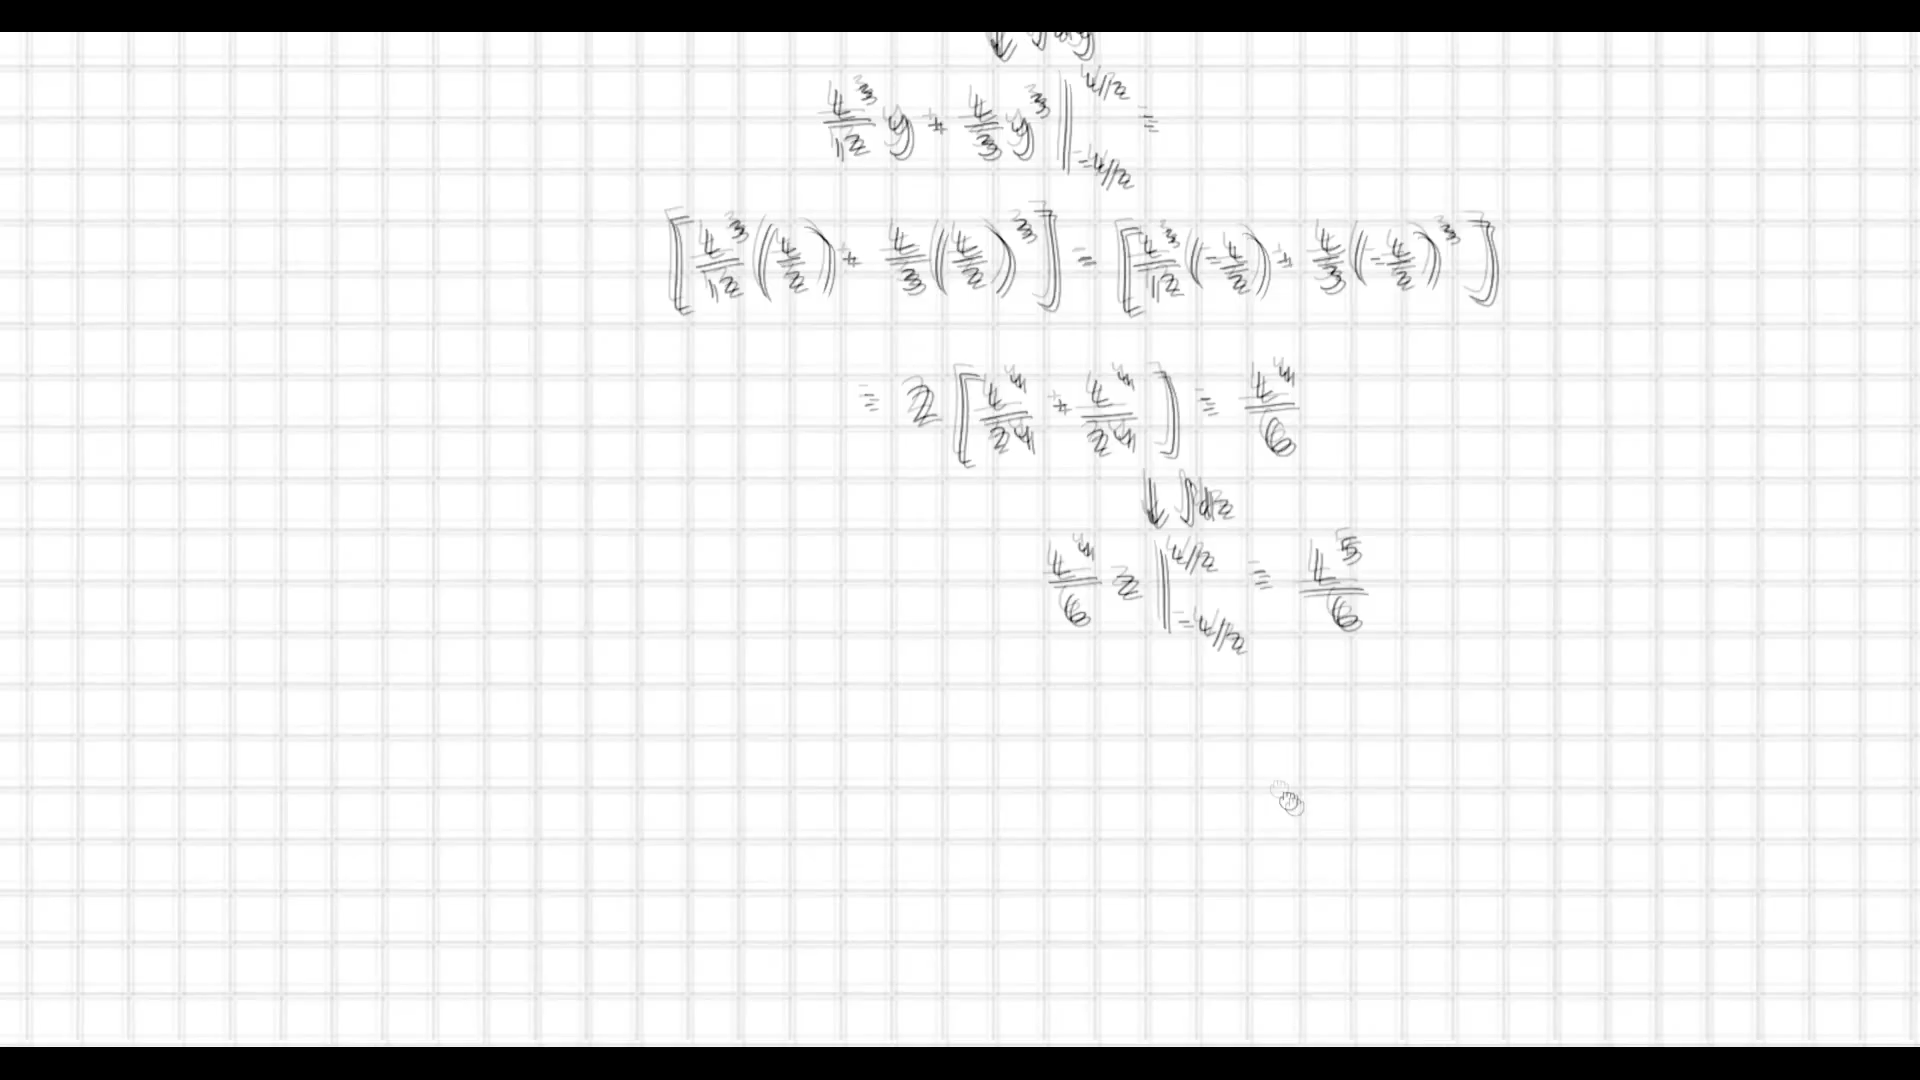 ∫dy
L³/12 y + L/3 y³ |_{-L/2}^{L/2} =
[L³/12 (L/2) + L/3 (L/2)³] - [L³/12 (-L/2) + L/3 (-L/2)³]
= 2 [L⁴/24 + L⁴/24] = L⁴/6
↓ ∫dz
L⁴/6 z |_{-L/2}^{L/2} = L⁵/6